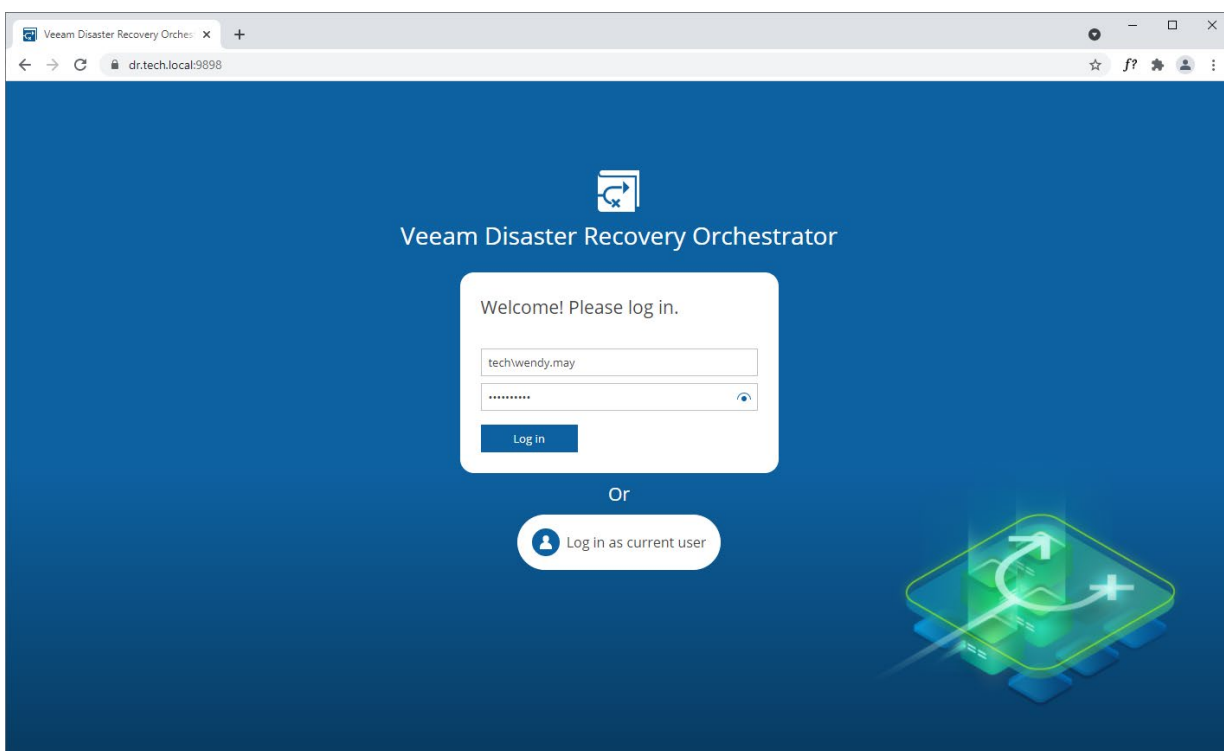 Veeam Disaster Recovery Orches
dr.tech.local:9898
f?
Veeam Disaster Recovery Orchestrator
Welcome! Please log in.
tech\wendy.may
••••••••••
Log in
Or
Log in as current user